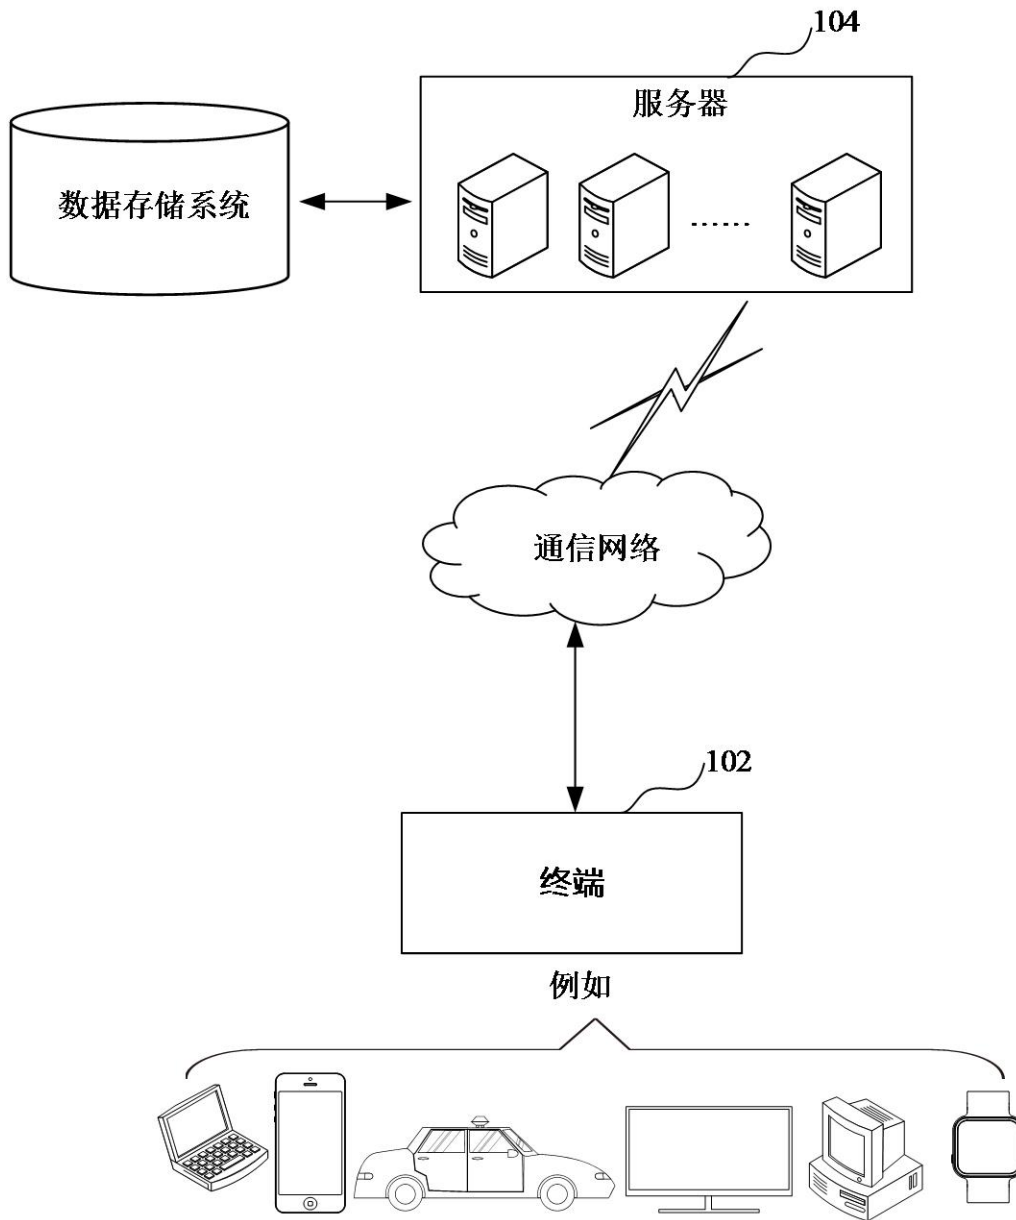 104
服务器
数据存储系统
......
通信网络
102
终端
例如